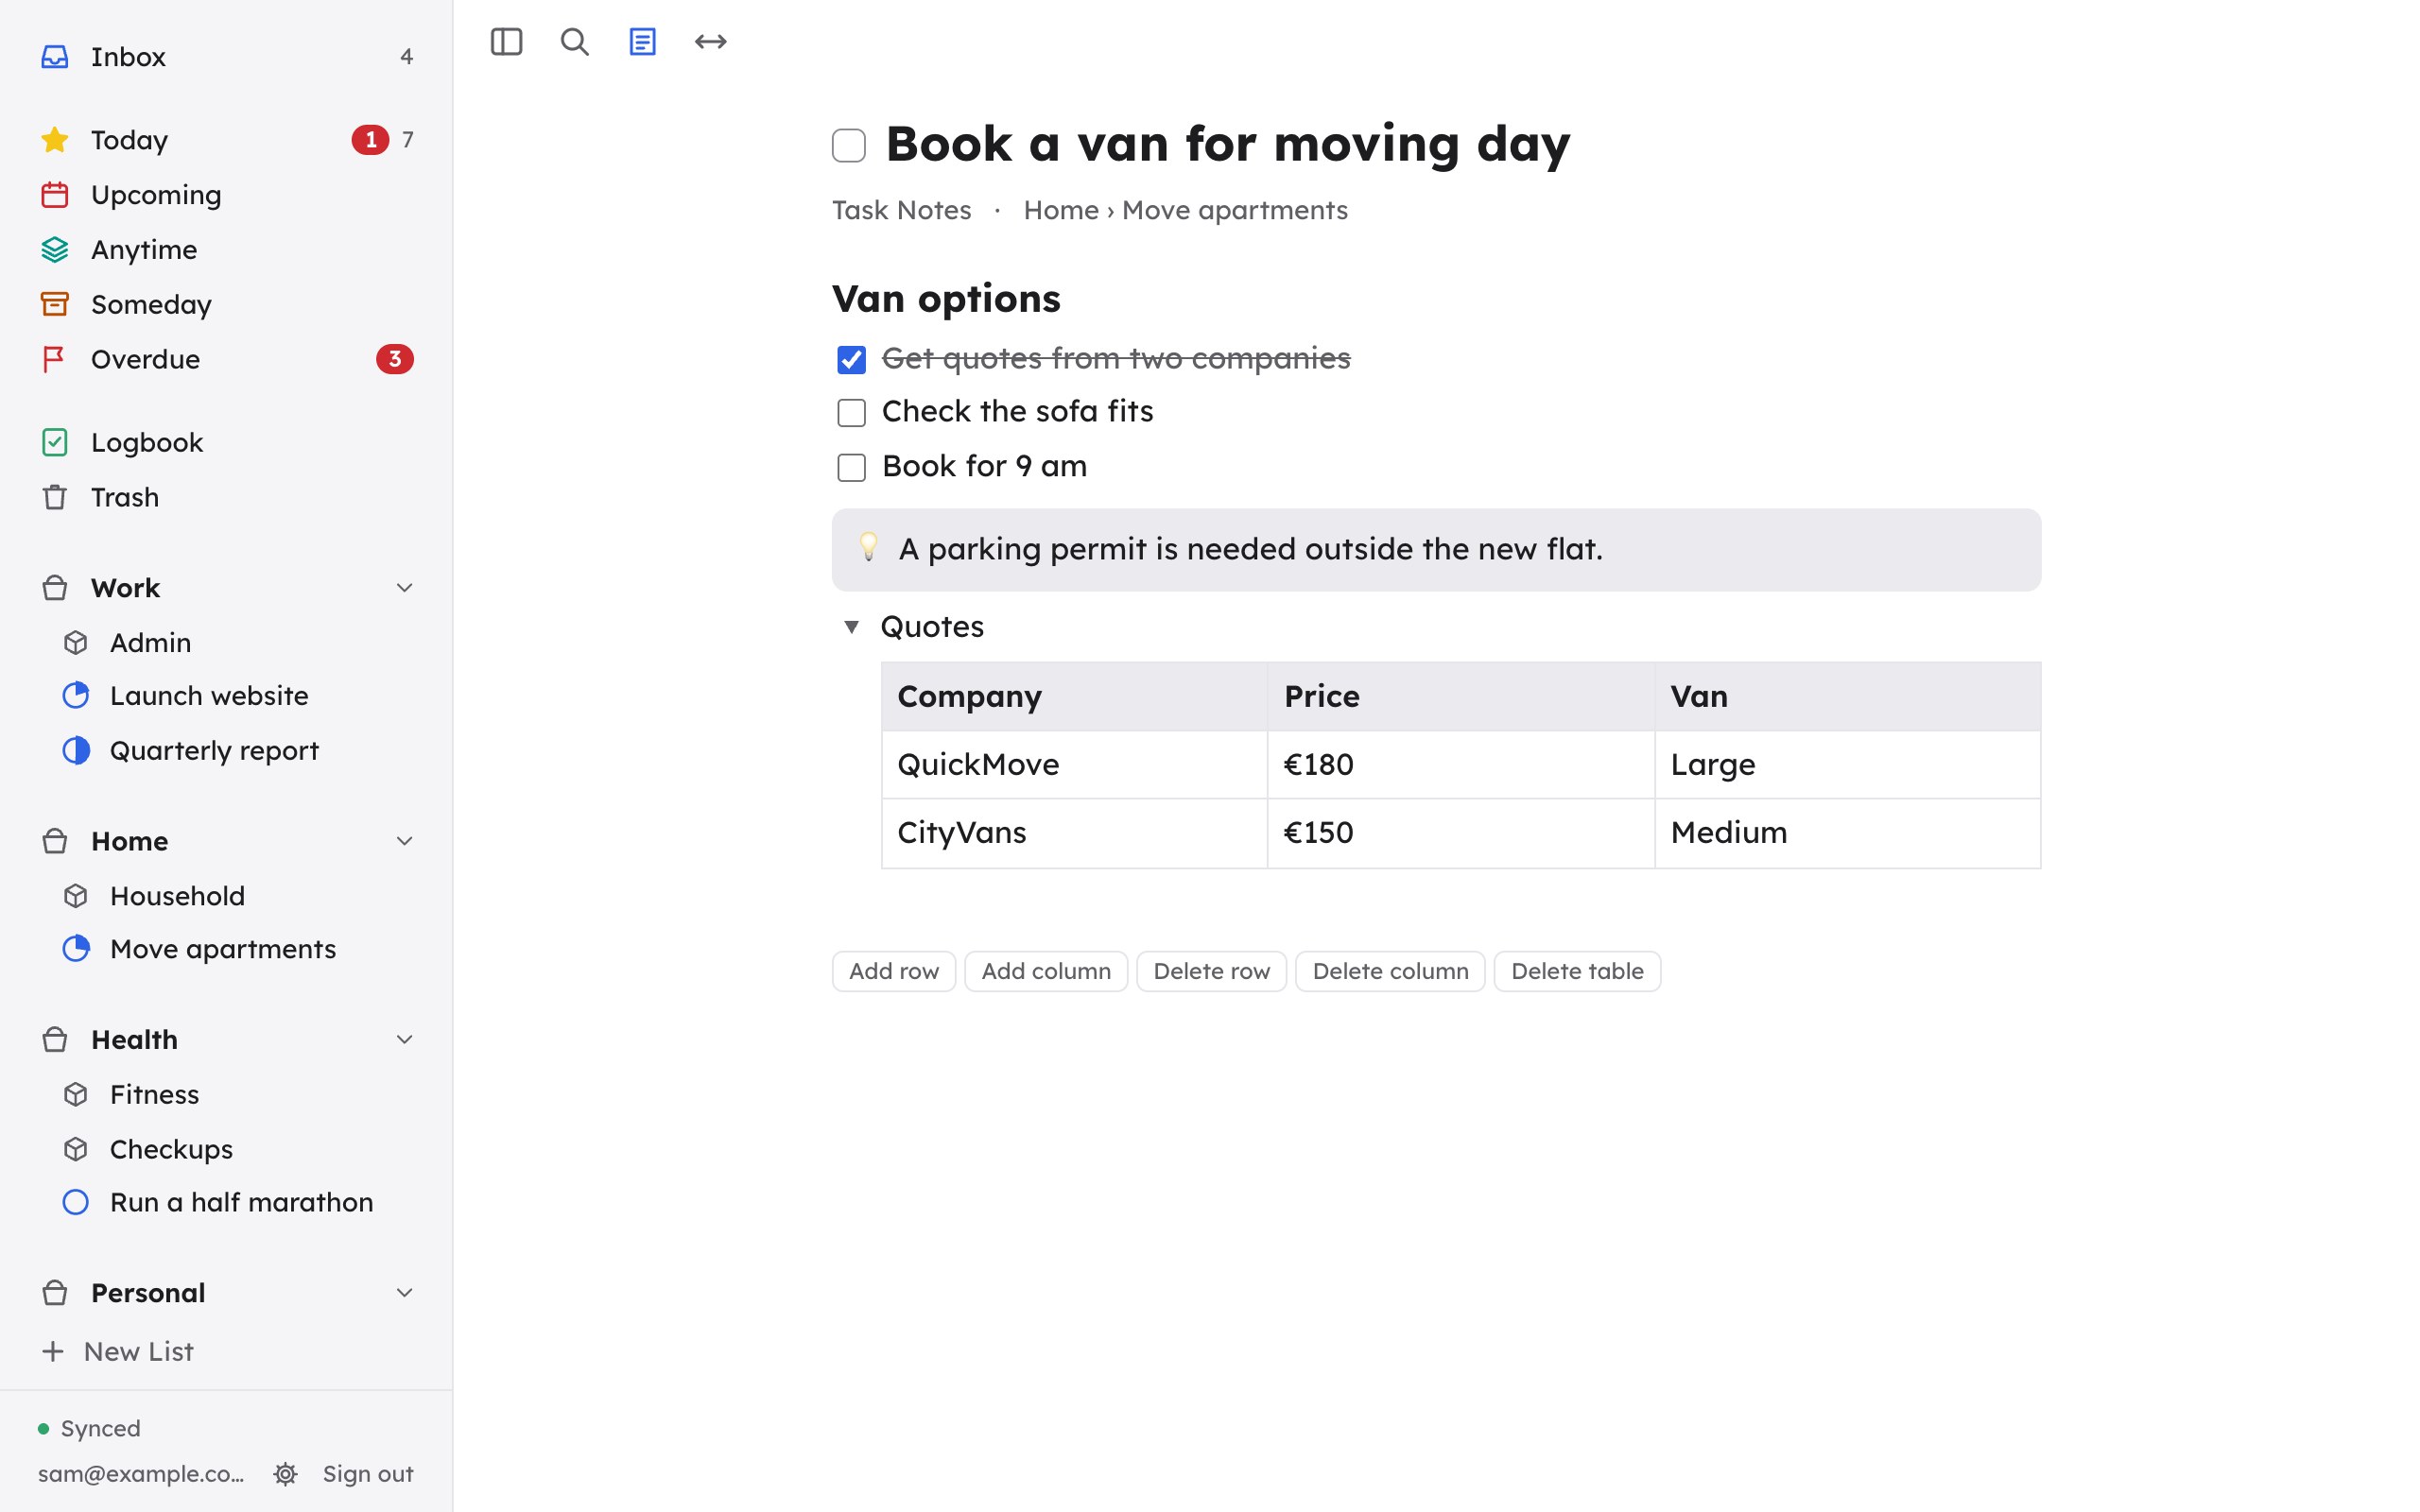 Inbox 4
Today 1 7
Upcoming
Anytime
Someday
Overdue 3
Logbook
Trash
Work
Admin
Launch website
Quarterly report
Home
Household
Move apartments
Health
Fitness
Checkups
Run a half marathon
Personal
New List
Synced
sam@example.co... Sign out
Book a van for moving day
Task Notes · Home › Move apartments
Van options
Get quotes from two companies
Check the sofa fits
Book for 9 am
A parking permit is needed outside the new flat.
Quotes
Company Price Van
QuickMove €180 Large
CityVans €150 Medium
Add row Add column Delete row Delete column Delete table